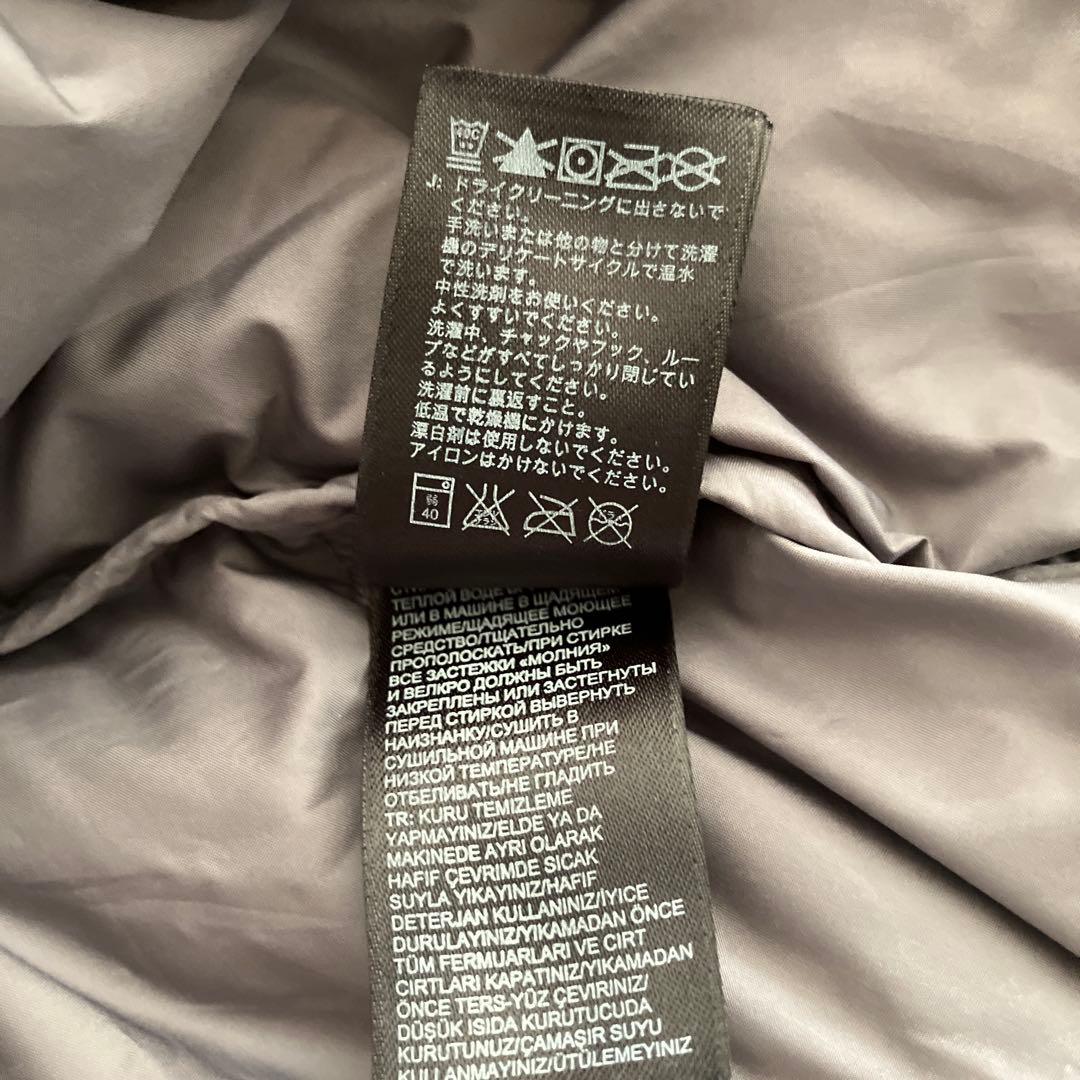 40C
J: ドライクリーニングに出さないで
ください。
手洗いまたは他の物と分けて洗濯
機のデリケートサイクルで温水
で洗います。
中性洗剤をお使いください。
よくすすいでください。
洗濯中、チャックやフック、ルー
プなどがすべてしっかり閉じてい
るようにしてください。
洗濯前に裏返すこと。
低温で乾燥機にかけます。
漂白剤は使用しないでください。
アイロンはかけないでください。
弱
40
エンソ
サラシ
ドライ
ТЕПЛОЙ ВОДЕ
ИЛИ В МАШИНЕ В ЩАДЯЩЕМ
РЕЖИМЕ/ЩАДЯЩЕЕ МОЮЩЕЕ
СРЕДСТВО/ТЩАТЕЛЬНО
ПРОПОЛОСКАТЬ/ПРИ СТИРКЕ
ВСЕ ЗАСТЕЖКИ «МОЛНИЯ»
И ВЕЛКРО ДОЛЖНЫ БЫТЬ
ЗАКРЕПЛЕНЫ ИЛИ ЗАСТЕГНУТЫ
ПЕРЕД СТИРКОЙ ВЫВЕРНУТЬ
НАИЗНАНКУ/СУШИТЬ В
СУШИЛЬНОЙ МАШИНЕ ПРИ
НИЗКОЙ ТЕМПЕРАТУРЕ/НЕ
ОТБЕЛИВАТЬ/НЕ ГЛАДИТЬ
TR: KURU TEMIZLEME
YAPMAYINIZ/ELDE YA DA
MAKINEDE AYRI OLARAK
HAFIF ÇEVRIMDE SICAK
SUYLA YIKAYINIZ/HAFIF
DETERJAN KULLANINIZ/IYICE
DURULAYINIZ/YIKAMADAN ÖNCE
TÜM FERMUARLARI VE CIRT
CIRTLARI KAPATINIZ/YIKAMADAN
ÖNCE TERS-YÜZ ÇEVIRINIZ/
DÜŞÜK ISIDA KURUTUCUDA
KURUTUNUZ/ÇAMAŞIR SUYU
KULLANMAYINIZ/ÜTÜLEMEYINIZ